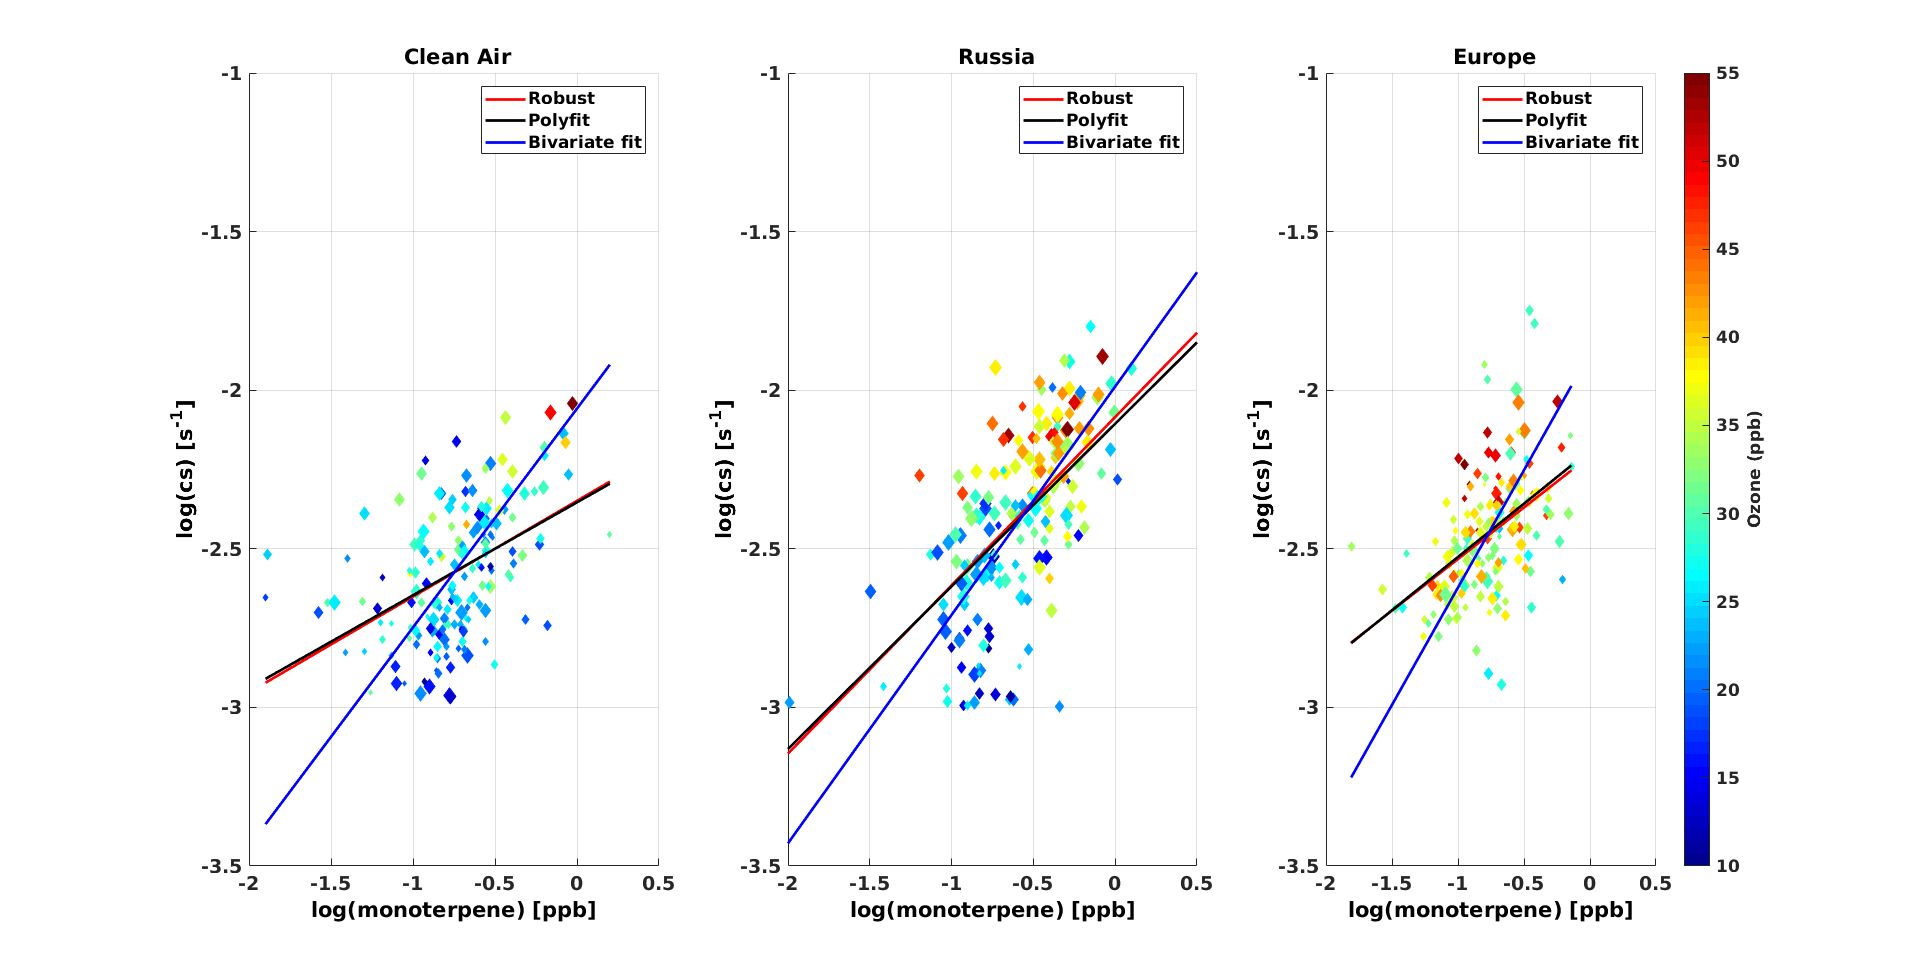 Clean Air
Russia
Europe
Robust
Polyfit
Bivariate fit
Robust
Polyfit
Bivariate fit
Robust
Polyfit
Bivariate fit
-1
-1.5
-2
-2.5
-3
-3.5
log(cs) [s-1]
-2
-1.5
-1
-0.5
0
0.5
log(monoterpene) [ppb]
-1
-1.5
-2
-2.5
-3
-3.5
log(cs) [s-1]
-2
-1.5
-1
-0.5
0
0.5
log(monoterpene) [ppb]
-1
-1.5
-2
-2.5
-3
-3.5
log(cs) [s-1]
-2
-1.5
-1
-0.5
0
0.5
log(monoterpene) [ppb]
55
50
45
40
35
30
25
20
15
10
Ozone (ppb)